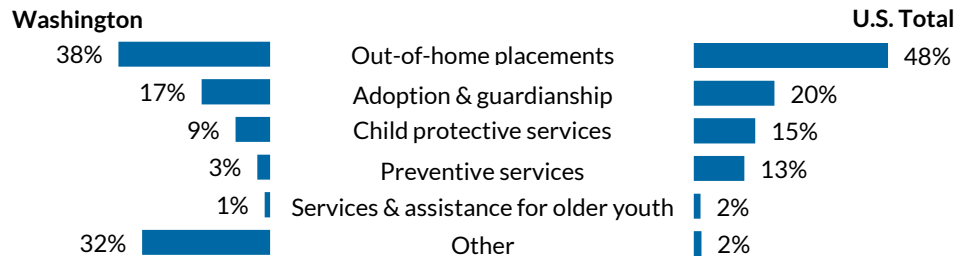 Washington U.S. Total
38% Out-of-home placements 48%
17% Adoption & guardianship 20%
9% Child protective services 15%
3% Preventive services 13%
1% Services & assistance for older youth 2%
32% Other 2%